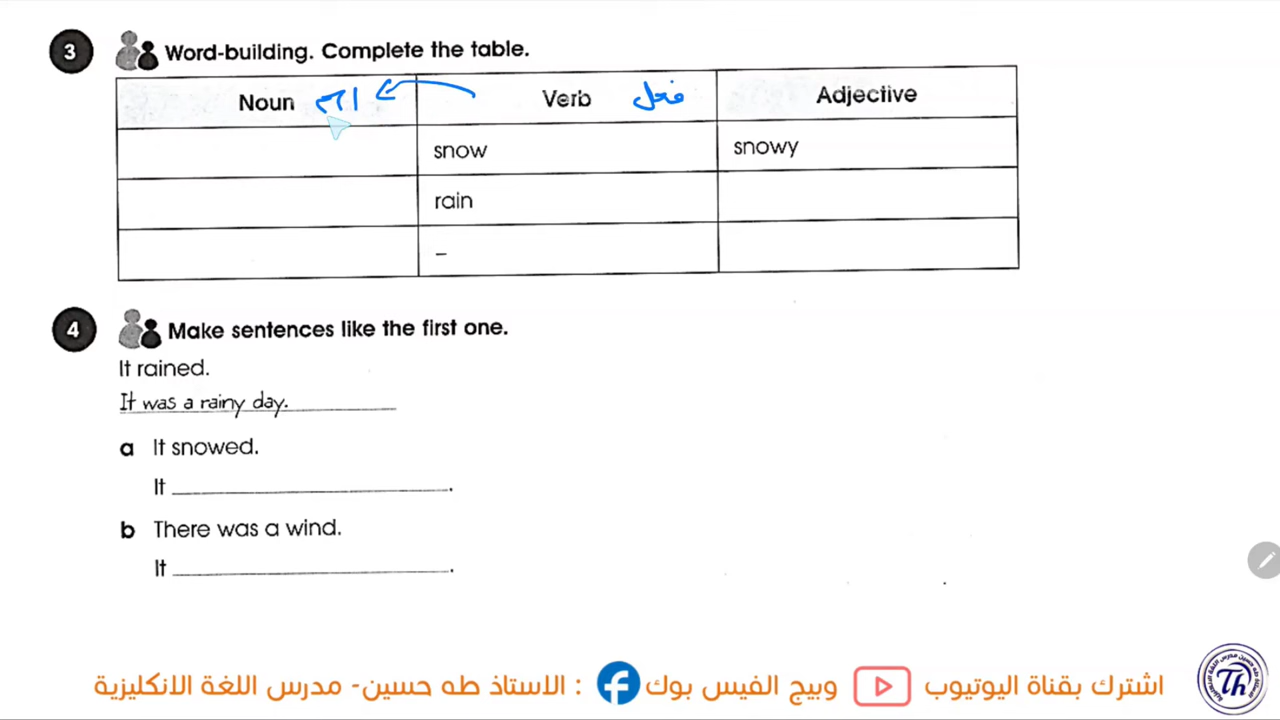 3 Word-building. Complete the table.
Noun اسم Verb فعل Adjective
snow snowy
rain
–
4 Make sentences like the first one.
It rained.
It was a rainy day.
a It snowed.
It ____________.
b There was a wind.
It ____________.
اشترك بقناة اليوتيوب وبيج الفيس بوك : الاستاذ طه حسين- مدرس اللغة الانكليزية
Th